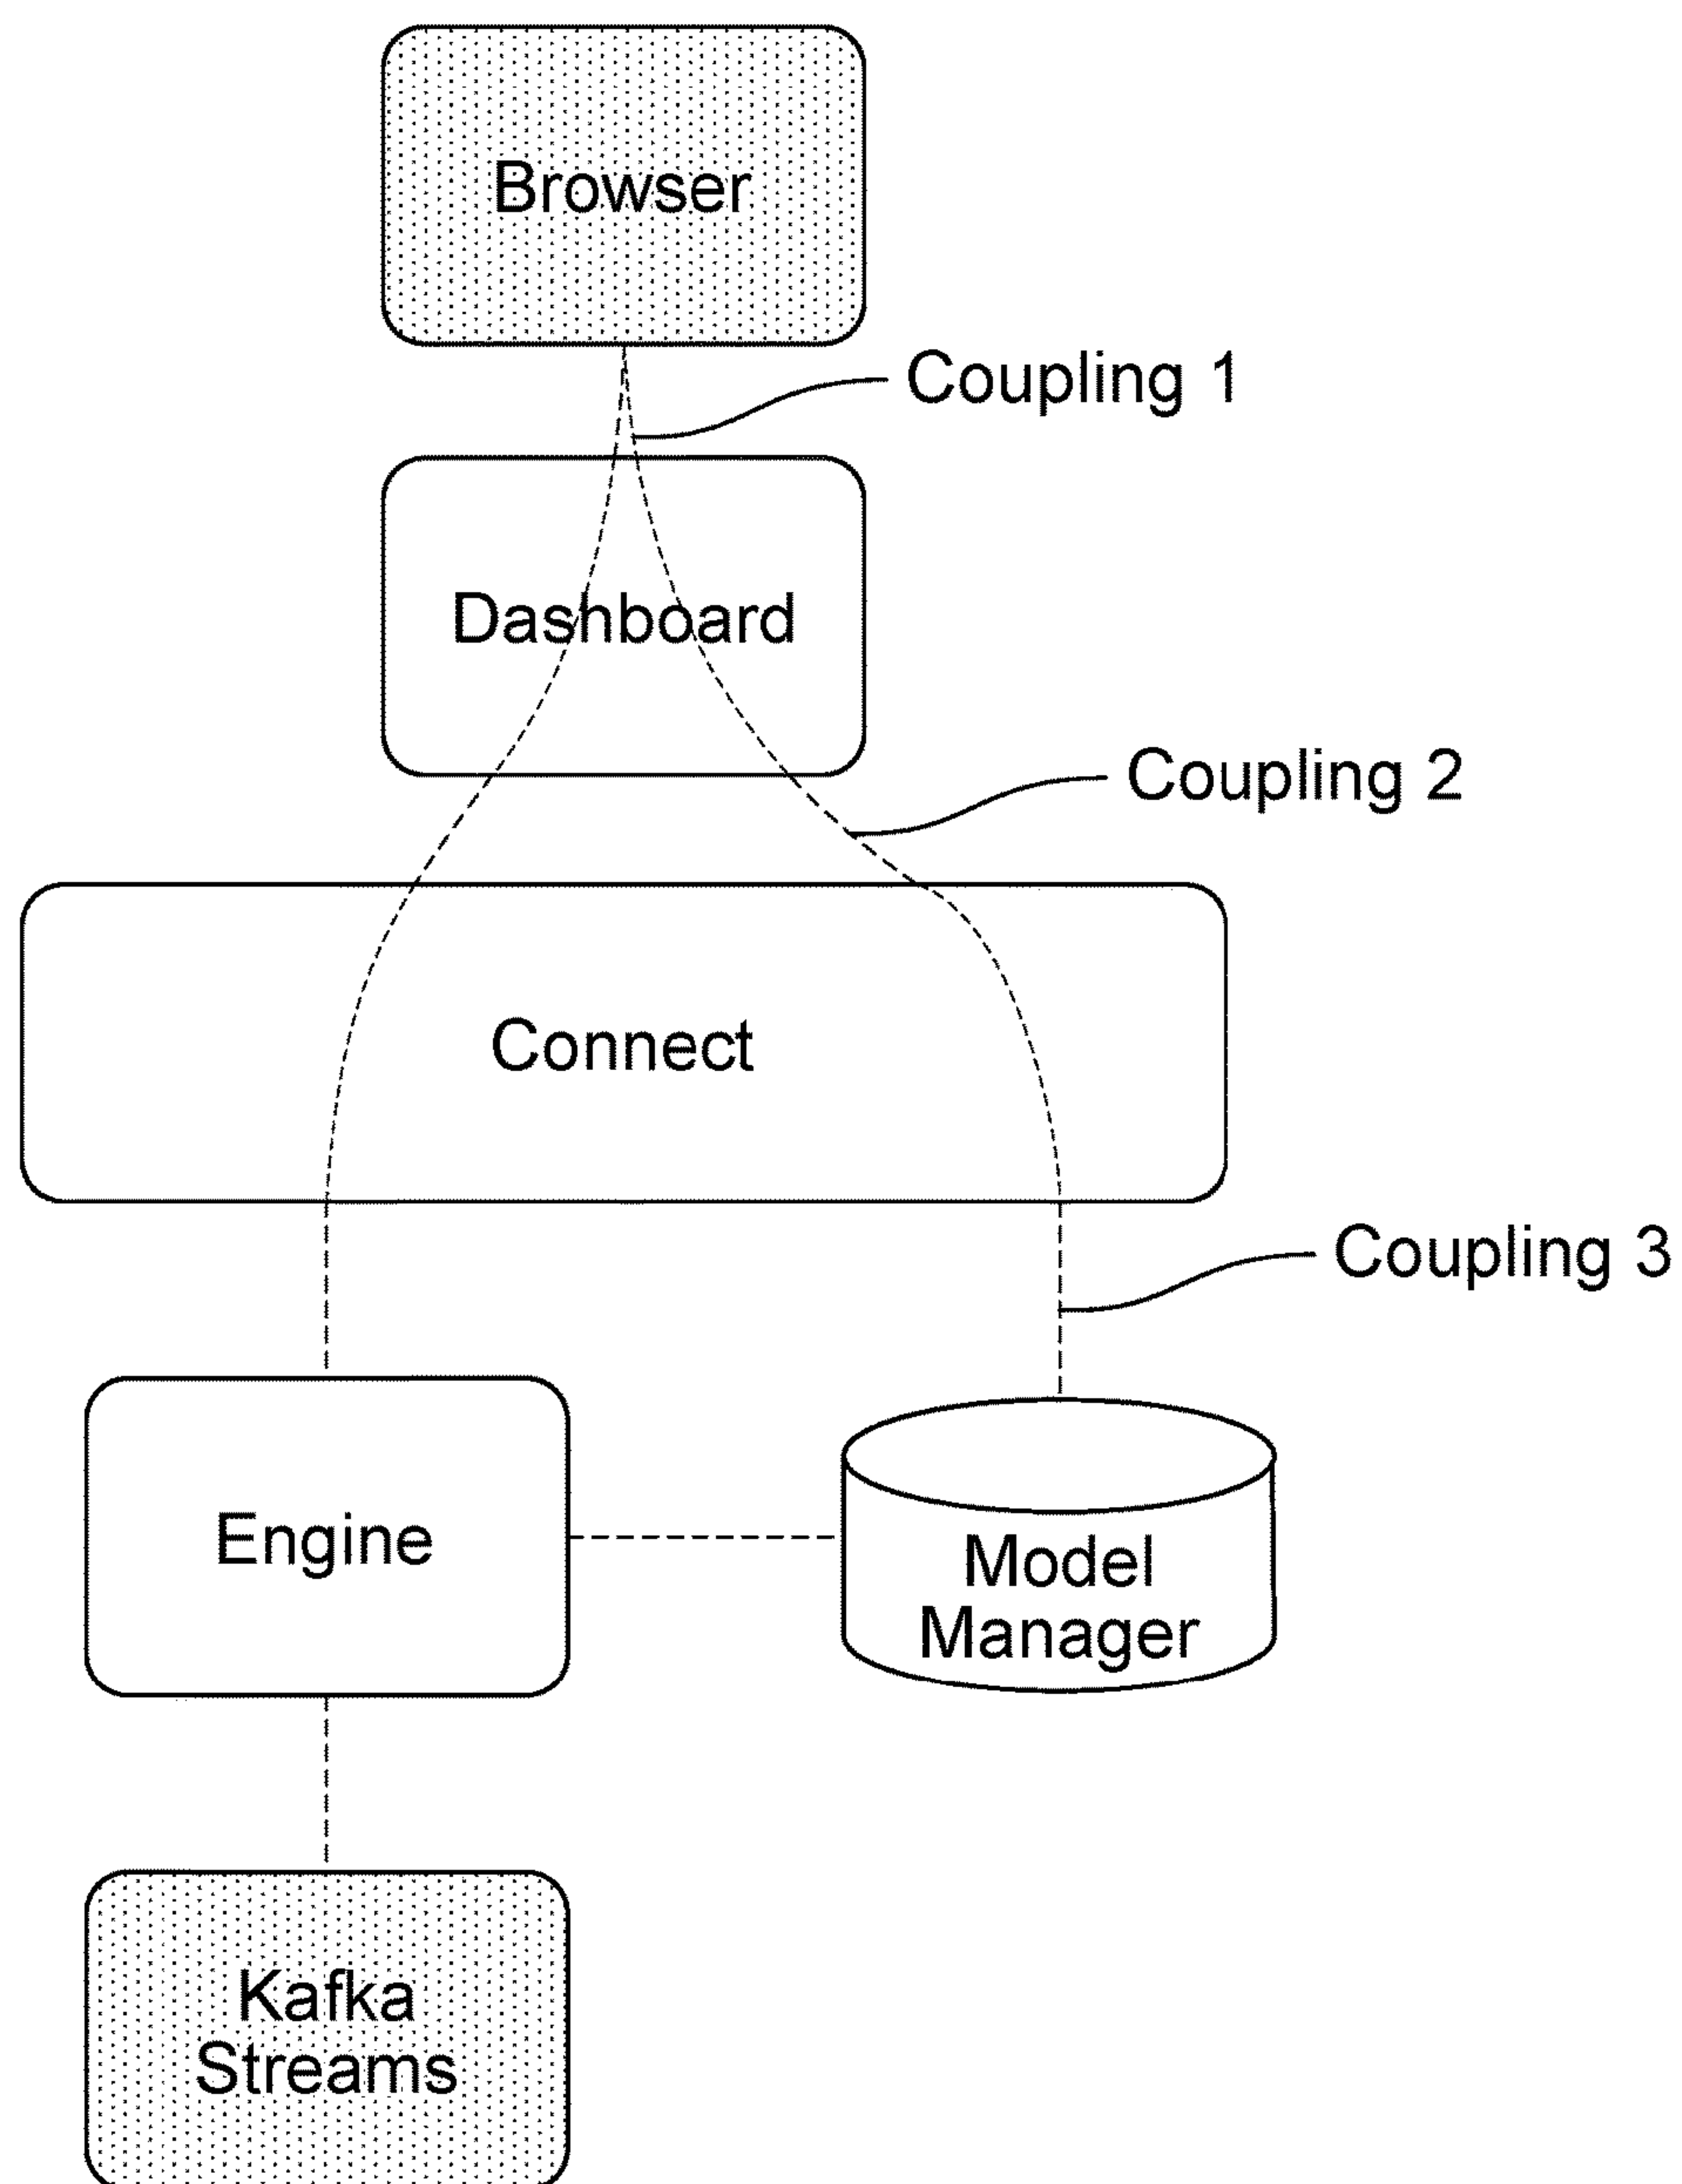 Browser
Coupling 1
Dashboard
Coupling 2
Connect
Coupling 3
Engine
Model
Manager
Kafka
Streams